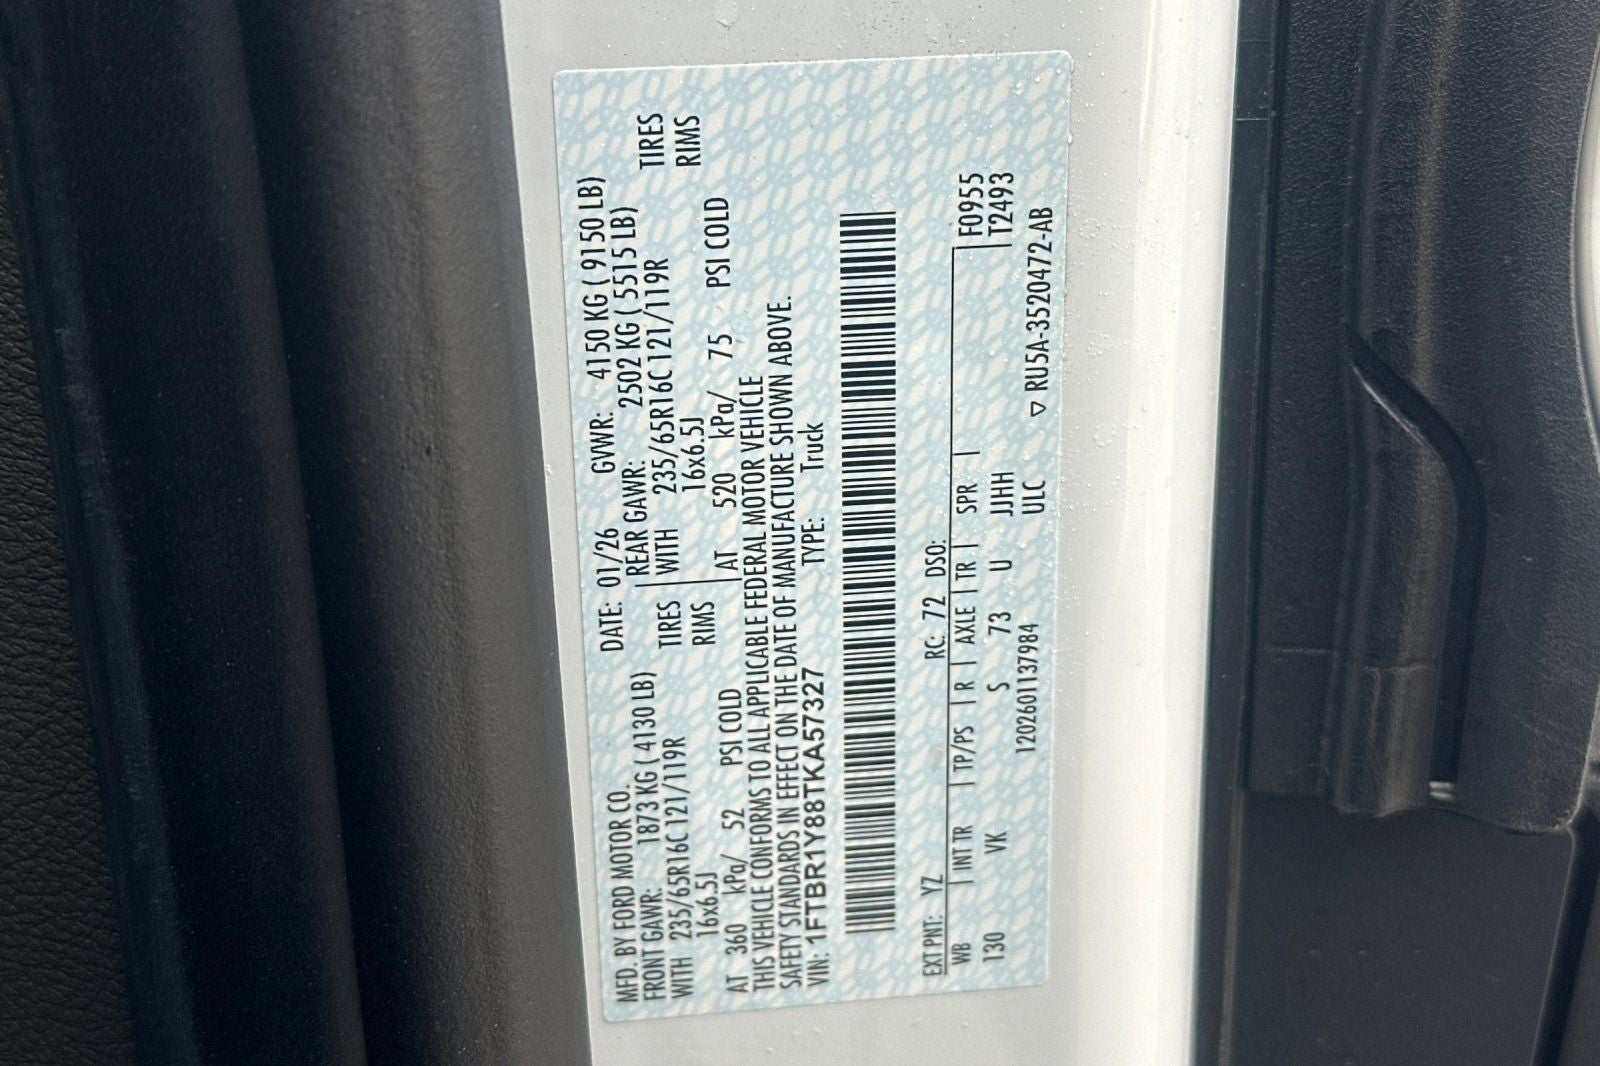 MFD. BY FORD MOTOR CO. DATE: 01/26 GVWR: 4150 KG ( 9150 LB)
FRONT GAWR: 1873 KG ( 4130 LB) REAR GAWR: 2502 KG ( 5515 LB)
WITH 235/65R16C 121/119R TIRES WITH 235/65R16C 121/119R TIRES
16x6.5J RIMS 16x6.5J RIMS
AT 360 kPa/ 52 PSI COLD AT 520 kPa/ 75 PSI COLD
THIS VEHICLE CONFORMS TO ALL APPLICABLE FEDERAL MOTOR VEHICLE
SAFETY STANDARDS IN EFFECT ON THE DATE OF MANUFACTURE SHOWN ABOVE.
VIN: 1FTBR1Y88TKA57327 TYPE: Truck
EXT PNT: YZ RC: 72 DSO: F0955
WB INT TR TP/PS R AXLE TR SPR T2493
130 VK S 73 U JJHH
1202601137984 ULC ▽ RU5A-3520472-AB